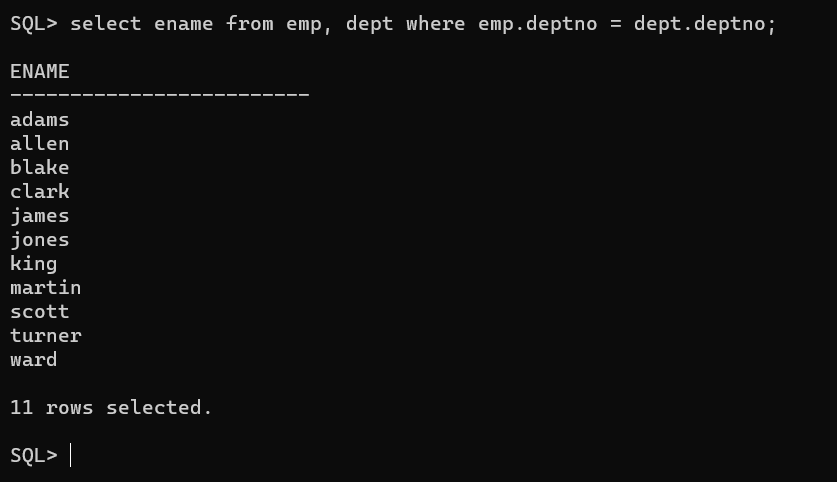 SQL> select ename from emp, dept where emp.deptno = dept.deptno;
ENAME
-------------------------
adams
allen
blake
clark
james
jones
king
martin
scott
turner
ward
11 rows selected.
SQL>